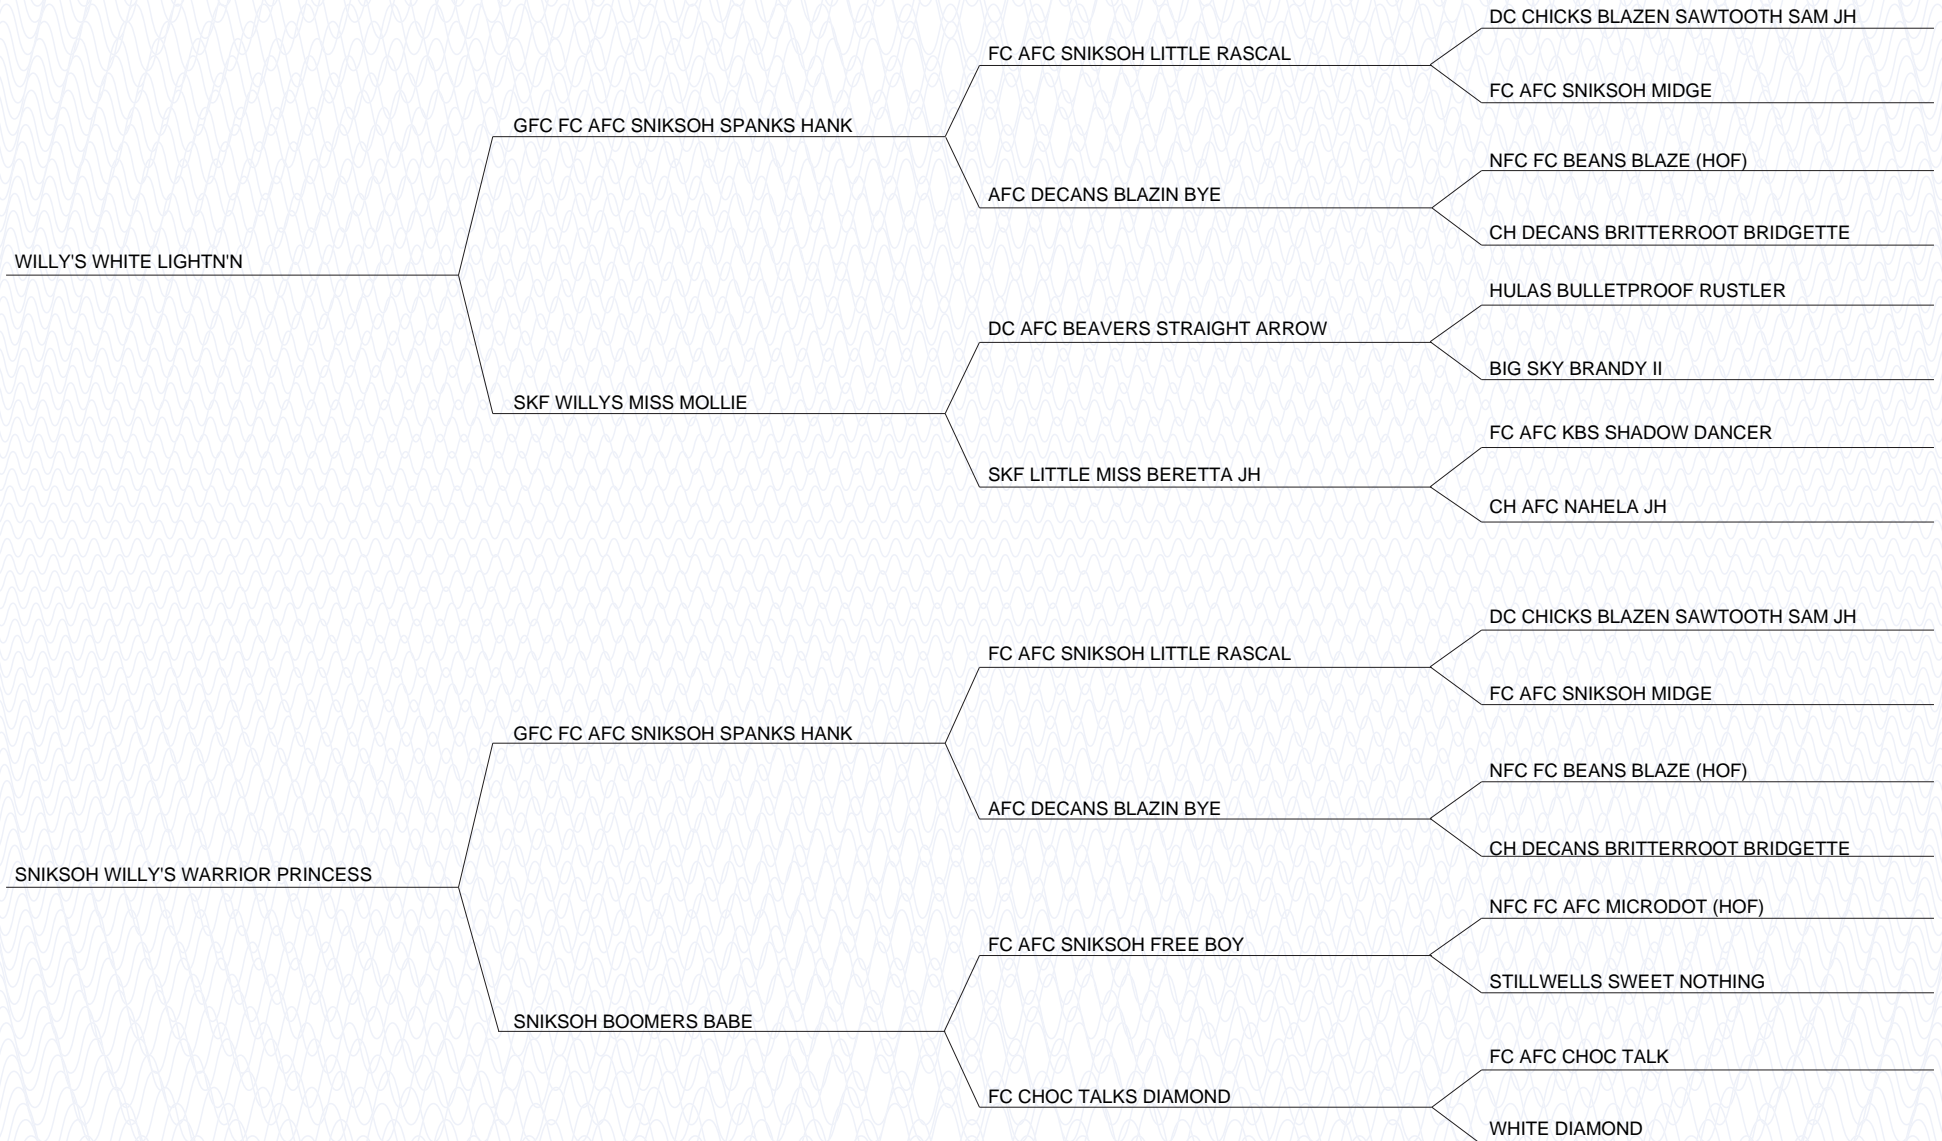 DC CHICKS BLAZEN SAWTOOTH SAM JH
FC AFC SNIKSOH LITTLE RASCAL
FC AFC SNIKSOH MIDGE
GFC FC AFC SNIKSOH SPANKS HANK
NFC FC BEANS BLAZE (HOF)
AFC DECANS BLAZIN BYE
CH DECANS BRITTERROOT BRIDGETTE
WILLY'S WHITE LIGHTN'N
HULAS BULLETPROOF RUSTLER
DC AFC BEAVERS STRAIGHT ARROW
BIG SKY BRANDY II
SKF WILLYS MISS MOLLIE
FC AFC KBS SHADOW DANCER
SKF LITTLE MISS BERETTA JH
CH AFC NAHELA JH
DC CHICKS BLAZEN SAWTOOTH SAM JH
FC AFC SNIKSOH LITTLE RASCAL
FC AFC SNIKSOH MIDGE
GFC FC AFC SNIKSOH SPANKS HANK
NFC FC BEANS BLAZE (HOF)
AFC DECANS BLAZIN BYE
CH DECANS BRITTERROOT BRIDGETTE
SNIKSOH WILLY'S WARRIOR PRINCESS
NFC FC AFC MICRODOT (HOF)
FC AFC SNIKSOH FREE BOY
STILLWELLS SWEET NOTHING
SNIKSOH BOOMERS BABE
FC AFC CHOC TALK
FC CHOC TALKS DIAMOND
WHITE DIAMOND